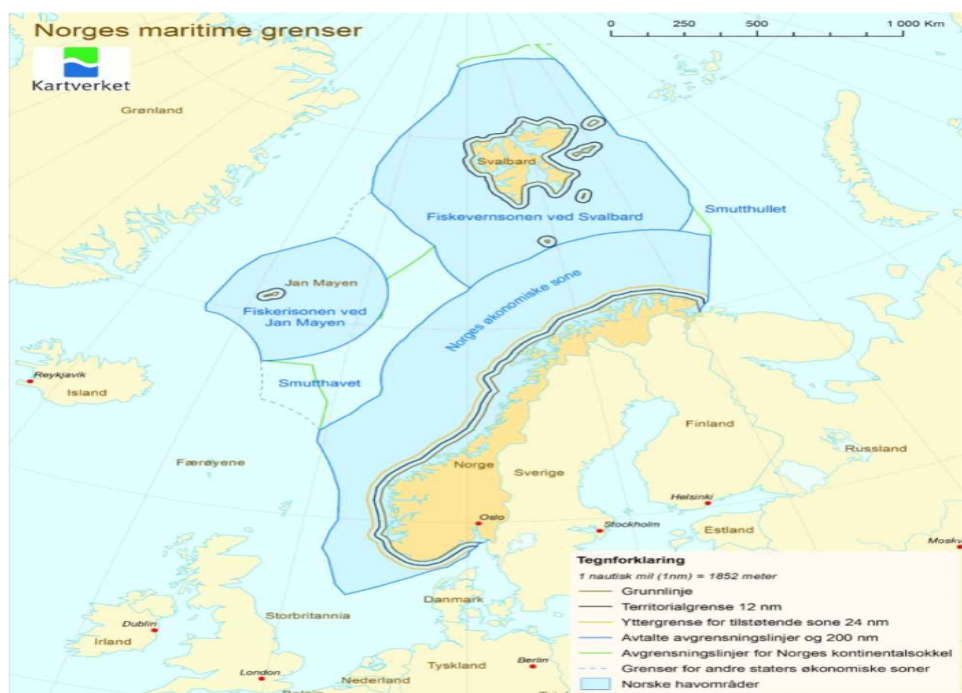 Norges maritime grenser
Kartverket
0 250 500 1 000 Km
Grønland
Svalbard
Fiskevernsonen ved Svalbard
Smutthullet
Jan Mayen
Fiskerisonen ved
Jan Mayen
Norges økonomiske sone
Smutthavet
Reykjavik
Island
Færøyene
Norge
Sverige
Finland
Russland
Oslo
Helsinki
Stockholm
Estland
Moskv
Danmark
Storbritannia
Dublin
Irland
London
Nederland
Tyskland
Berlin
Tegnforklaring
1 nautisk mil (1nm) = 1852 meter
Grunnlinje
Territorialgrense 12 nm
Yttergrense for tilstøtende sone 24 nm
Avtalte avgrensningslinjer og 200 nm
Avgrensningslinjer for Norges kontinentalsokkel
Grenser for andre staters økonomiske soner
Norske havområder